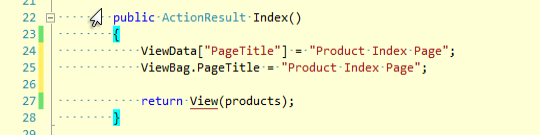 21
22 public ActionResult Index()
23 {
24 ViewData["PageTitle"] = "Product Index Page";
25 ViewBag.PageTitle = "Product Index Page";
26
27 return View(products);
28 }